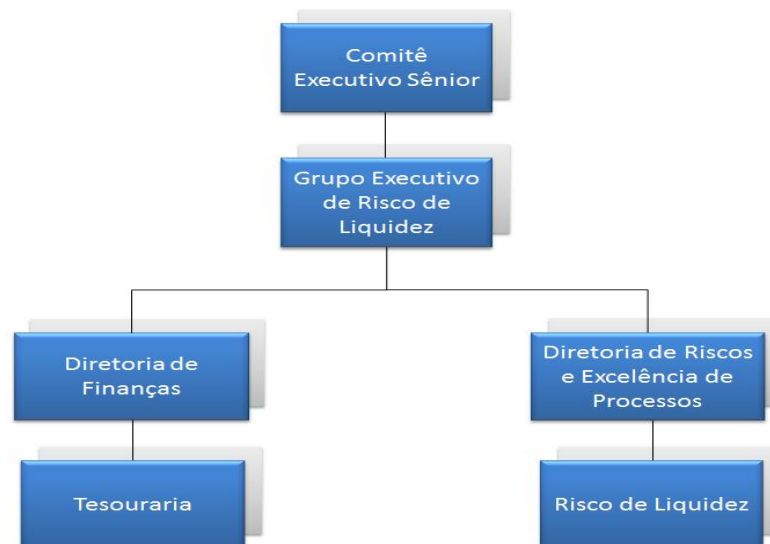 Comitê
Executivo Sênior
Grupo Executivo
de Risco de
Liquidez
Diretoria de
Finanças
Diretoria de Riscos
e Excelência de
Processos
Tesouraria
Risco de Liquidez